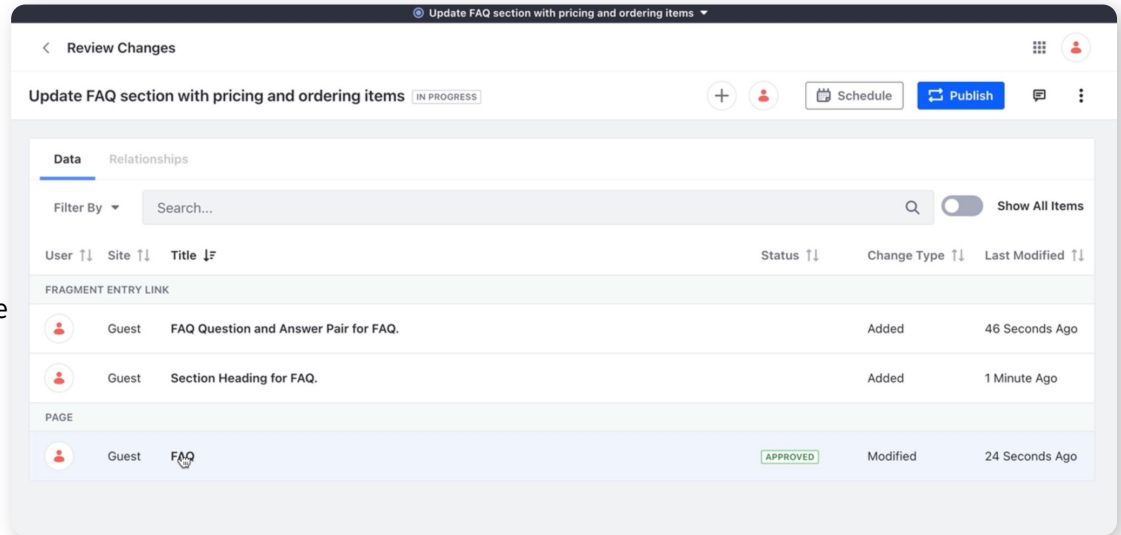 Update FAQ section with pricing and ordering items
Review Changes
Update FAQ section with pricing and ordering items IN PROGRESS Schedule Publish
Data Relationships
Filter By Search... Show All Items
User Site Title Status Change Type Last Modified
FRAGMENT ENTRY LINK
e
Guest FAQ Question and Answer Pair for FAQ. Added 46 Seconds Ago
Guest Section Heading for FAQ. Added 1 Minute Ago
PAGE
Guest FAQ APPROVED Modified 24 Seconds Ago